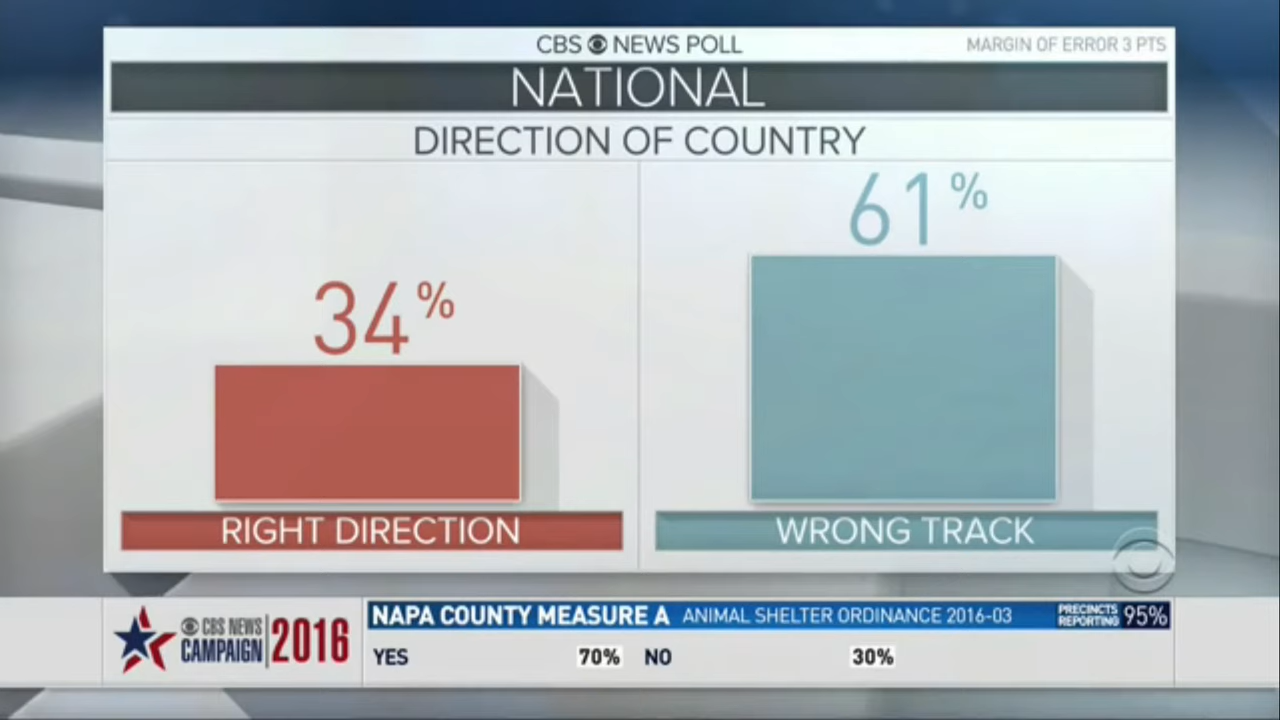 CBS NEWS POLL
MARGIN OF ERROR 3 PTS
NATIONAL
DIRECTION OF COUNTRY
34%
61%
RIGHT DIRECTION
WRONG TRACK
CBS NEWS
CAMPAIGN 2016
NAPA COUNTY MEASURE A ANIMAL SHELTER ORDINANCE 2016-03
PRECINCTS
REPORTING 95%
YES 70% NO 30%